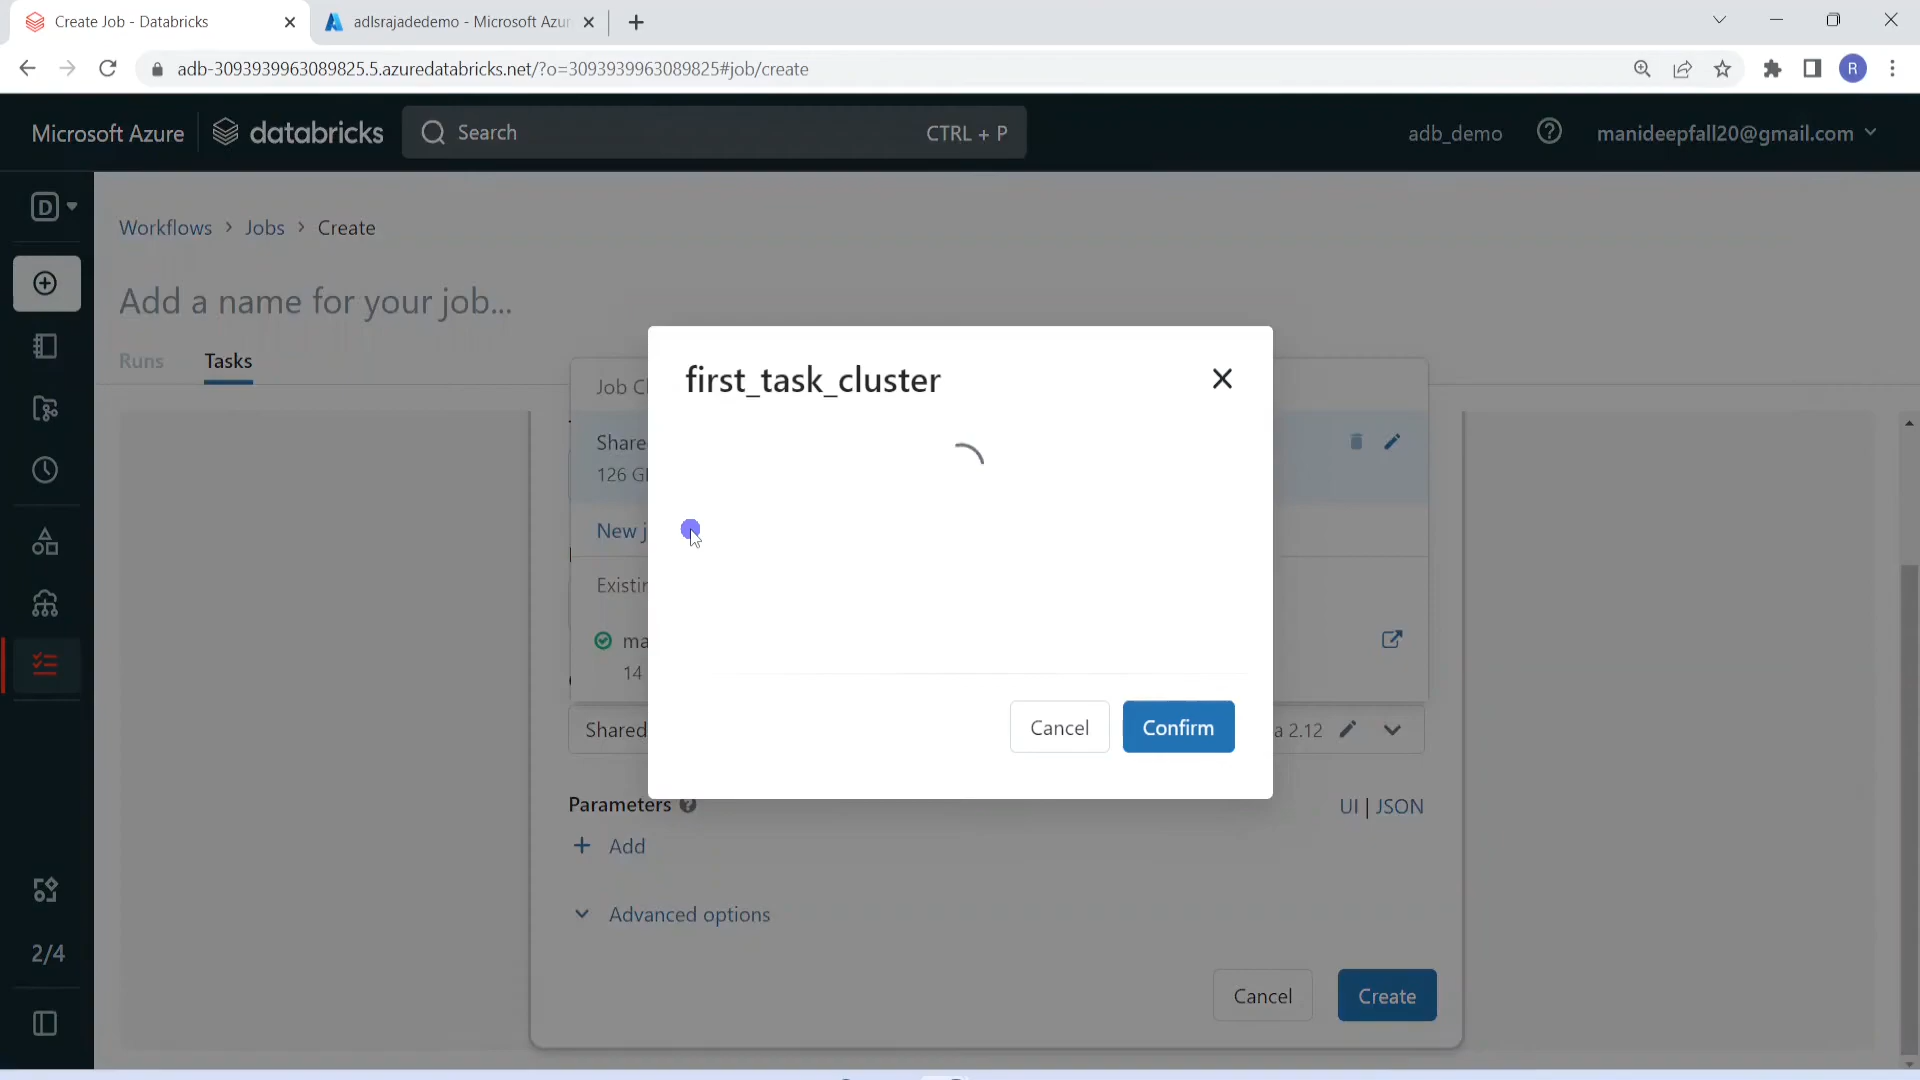 Create Job - Databricks
adlsrajadedemo - Microsoft Azur
adb-3093939963089825.5.azuredatabricks.net/?o=3093939963089825#job/create
R
Microsoft Azure
databricks
Search
CTRL + P
adb_demo
manideepfall20@gmail.com
D
Workflows > Jobs > Create
Add a name for your job...
Runs
Tasks
first_task_cluster
Job Cl
Share
126 G
New j
Existin
ma
14
Cancel
Confirm
Shared
a 2.12
Parameters
UI | JSON
+ Add
Advanced options
2/4
Cancel
Create